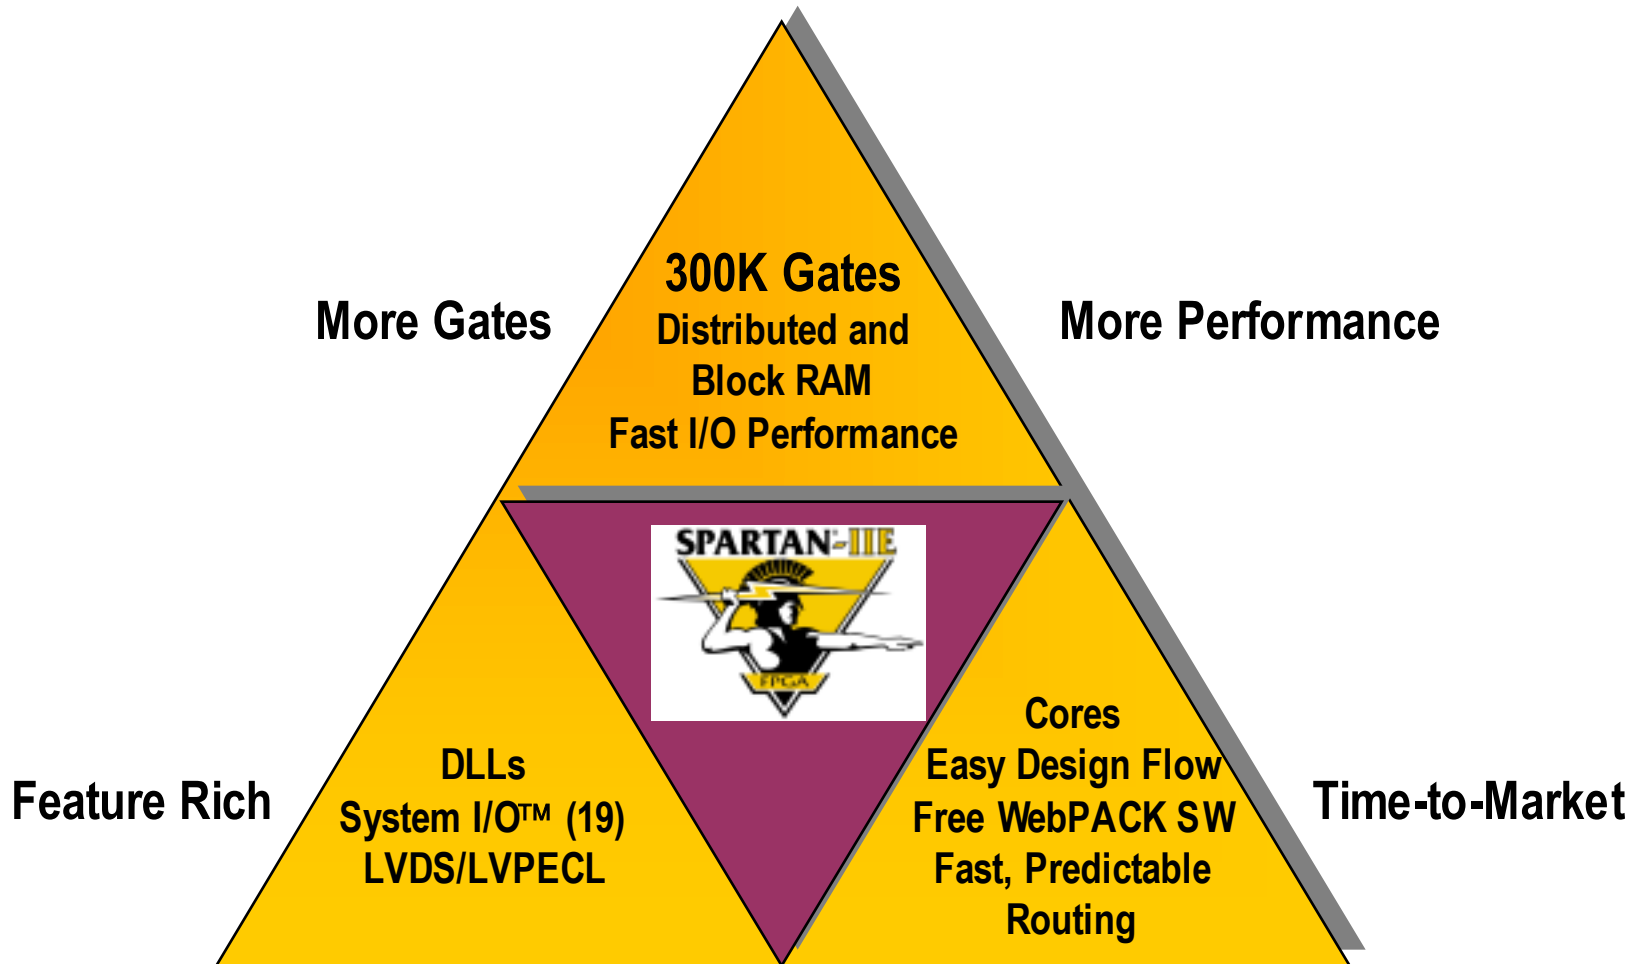 300K Gates
More Gates
Distributed and
More Performance
Block RAM
Fast I/O Performance
SPARTAN®-IIE
FPGA
Cores
DLLs
Easy Design Flow
Feature Rich
System I/O™ (19)
Free WebPACK SW
Time-to-Market
LVDS/LVPECL
Fast, Predictable
Routing